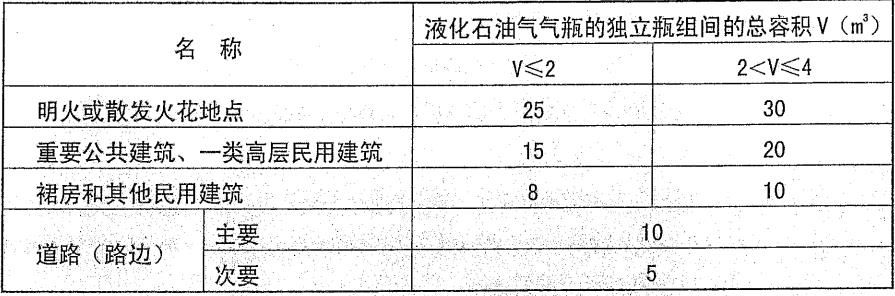 名 称 液化石油气气瓶的独立瓶组间的总容积V（m³）
V≤2 2<V≤4
明火或散发火花地点 25 30
重要公共建筑、一类高层民用建筑 15 20
裙房和其他民用建筑 8 10
道路（路边） 主要 10
次要 5